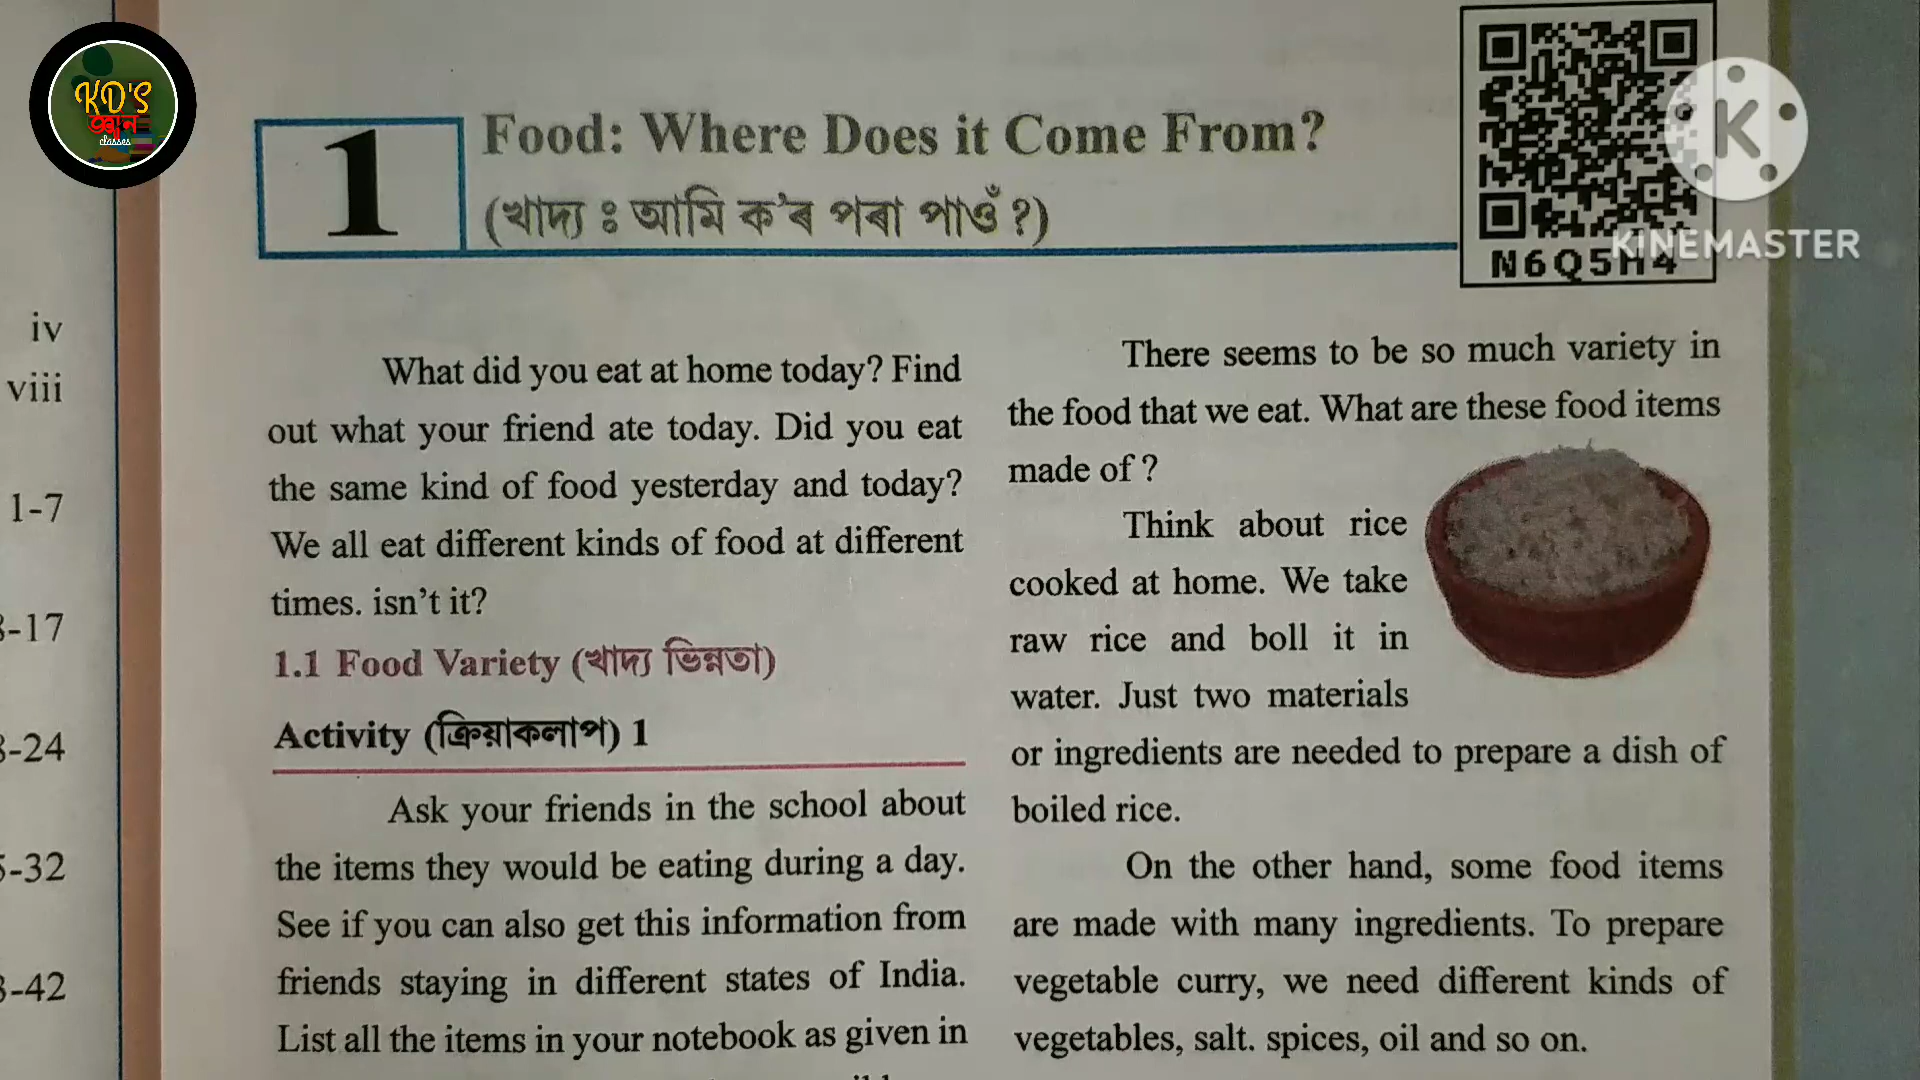 KD'S
জ্ঞান
classes
1
Food: Where Does it Come From?
(খাদ্য ঃ আমি ক'ৰ পৰা পাওঁ ?)
N6Q5H4
KINEMASTER
iv
viii
1-7
-17
-24
-32
-42
What did you eat at home today? Find
out what your friend ate today. Did you eat
the same kind of food yesterday and today?
We all eat different kinds of food at different
times. isn't it?
1.1 Food Variety (খাদ্য ভিন্নতা)
Activity (ক্ৰিয়াকলাপ) 1
Ask your friends in the school about
the items they would be eating during a day.
See if you can also get this information from
friends staying in different states of India.
List all the items in your notebook as given in
There seems to be so much variety in
the food that we eat. What are these food items
made of ?
Think about rice
cooked at home. We take
raw rice and boll it in
water. Just two materials
or ingredients are needed to prepare a dish of
boiled rice.
On the other hand, some food items
are made with many ingredients. To prepare
vegetable curry, we need different kinds of
vegetables, salt. spices, oil and so on.